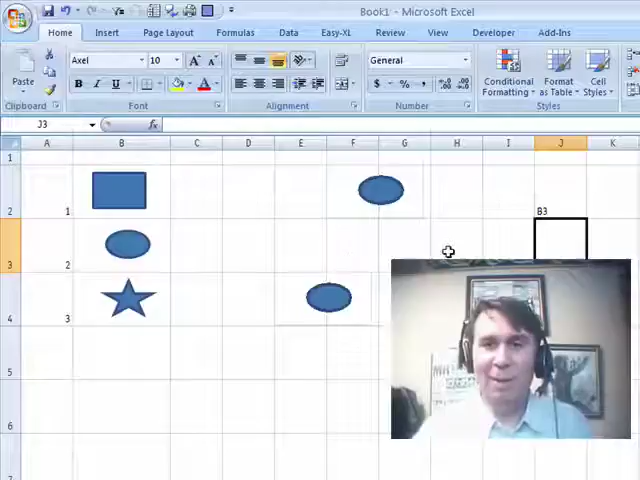 Book1 - Microsoft Excel
Home Insert Page Layout Formulas Data Easy-XL Review View Developer Add-Ins
Axel 10 A A General
Paste B I U A $ % , Conditional Formatting Format as Table Cell Styles
Clipboard Font Alignment Number Styles
J3 fx
A B C D E F G H I J K
1
2 1 B3
3 2
4 3
5
6
7